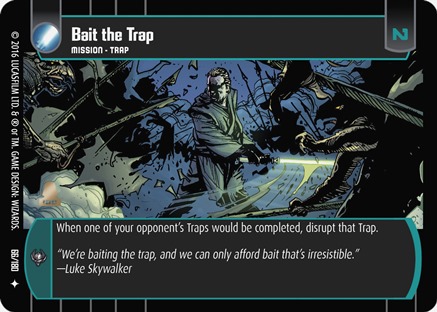 Bait the Trap
MISSION - TRAP
2
© 2016 LUCASFILM LTD. & ® or TM. GAME DESIGN: WIZARDS.
When one of your opponent's Traps would be completed, disrupt that Trap.
"We're baiting the trap, and we can only afford bait that's irresistible."
—Luke Skywalker